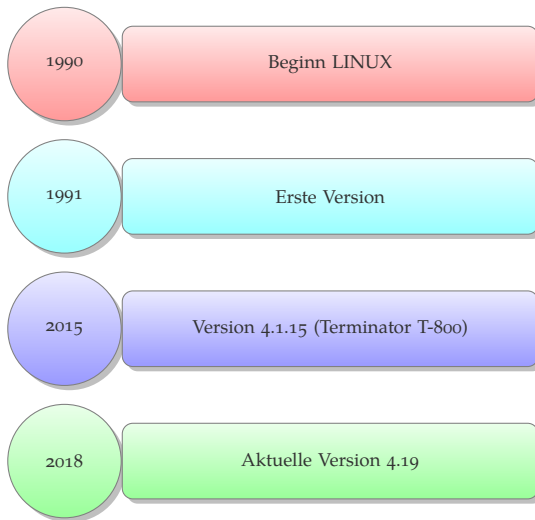 1990
Beginn LINUX
1991
Erste Version
2015
Version 4.1.15 (Terminator T-800)
2018
Aktuelle Version 4.19